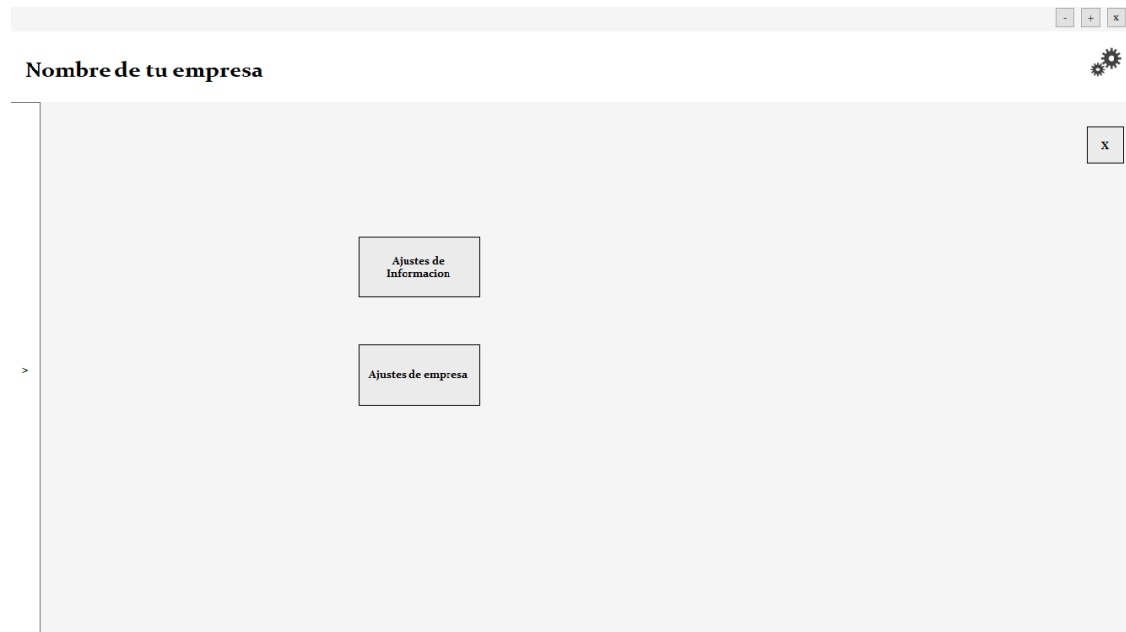 - + x
Nombre de tu empresa
X
Ajustes de
Informacion
Ajustes de empresa
>